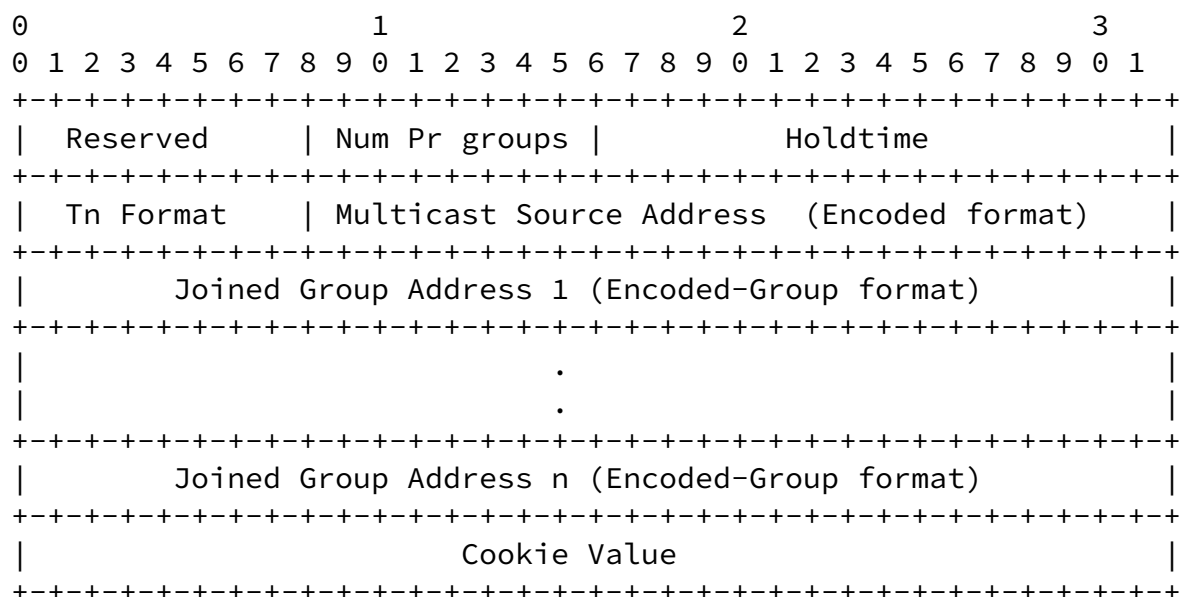 0                   1                   2                   3
0 1 2 3 4 5 6 7 8 9 0 1 2 3 4 5 6 7 8 9 0 1 2 3 4 5 6 7 8 9 0 1
+-+-+-+-+-+-+-+-+-+-+-+-+-+-+-+-+-+-+-+-+-+-+-+-+-+-+-+-+-+-+-+-+
|  Reserved     | Num Pr groups |          Holdtime             |
+-+-+-+-+-+-+-+-+-+-+-+-+-+-+-+-+-+-+-+-+-+-+-+-+-+-+-+-+-+-+-+-+
|  Tn Format    | Multicast Source Address  (Encoded format)    |
+-+-+-+-+-+-+-+-+-+-+-+-+-+-+-+-+-+-+-+-+-+-+-+-+-+-+-+-+-+-+-+-+
|        Joined Group Address 1 (Encoded-Group format)          |
+-+-+-+-+-+-+-+-+-+-+-+-+-+-+-+-+-+-+-+-+-+-+-+-+-+-+-+-+-+-+-+-+
|                             .                                 |
|                             .                                 |
+-+-+-+-+-+-+-+-+-+-+-+-+-+-+-+-+-+-+-+-+-+-+-+-+-+-+-+-+-+-+-+-+
|        Joined Group Address n (Encoded-Group format)          |
+-+-+-+-+-+-+-+-+-+-+-+-+-+-+-+-+-+-+-+-+-+-+-+-+-+-+-+-+-+-+-+-+
|                        Cookie Value                           |
+-+-+-+-+-+-+-+-+-+-+-+-+-+-+-+-+-+-+-+-+-+-+-+-+-+-+-+-+-+-+-+-+